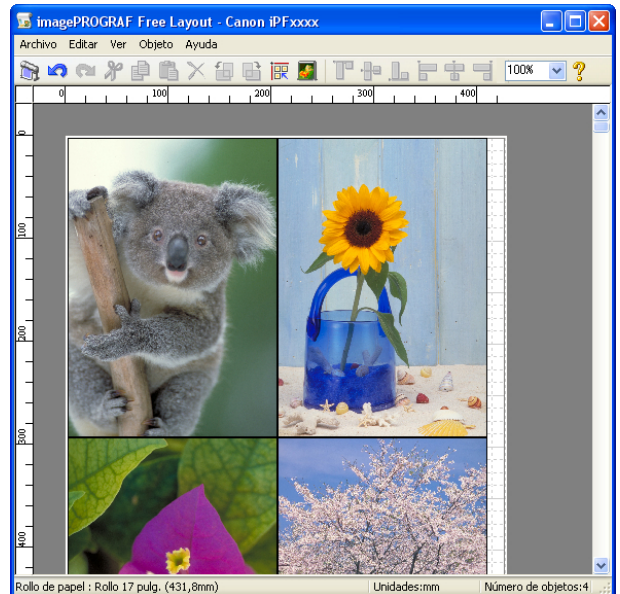 imagePROGRAF Free Layout - Canon iPFxxxx
Archivo Editar Ver Objeto Ayuda
100%
0 100 200 300 400
0
100
200
300
400
Rollo de papel : Rollo 17 pulg. (431,8mm) Unidades:mm Número de objetos:4